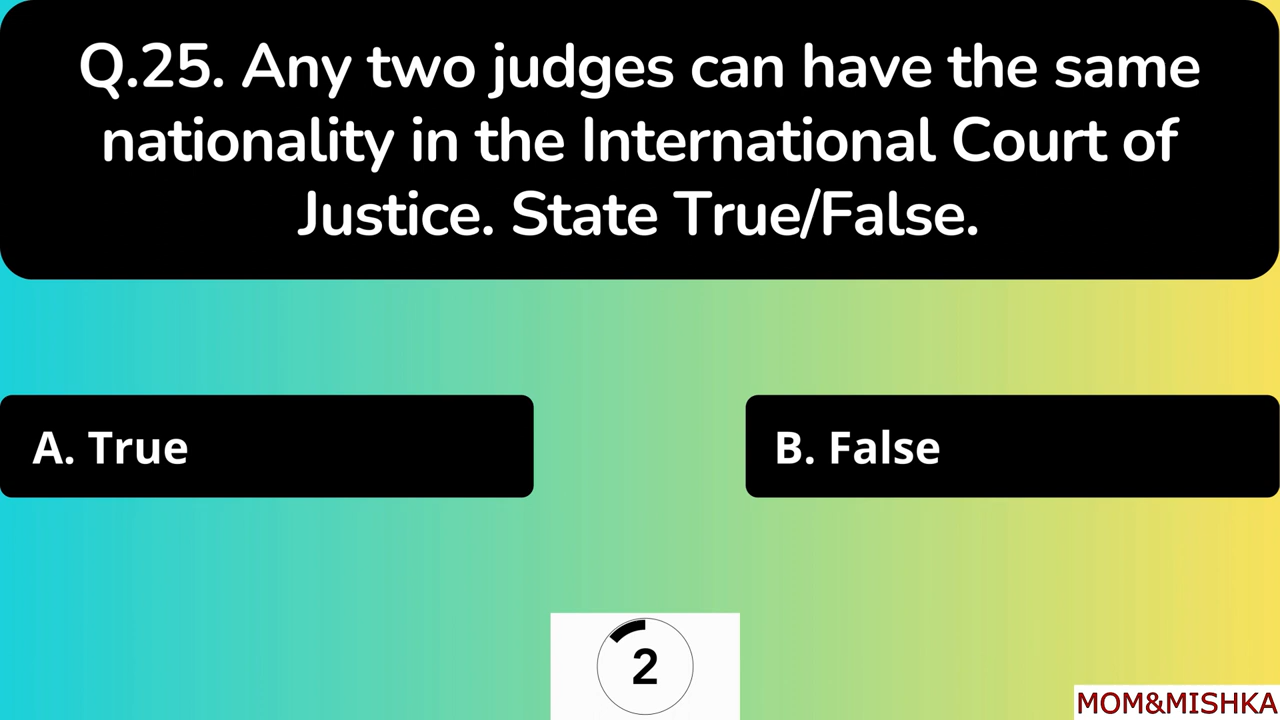 Q.25. Any two judges can have the same
nationality in the International Court of
Justice. State True/False.
A. True
B. False
2
MOM&MISHKA